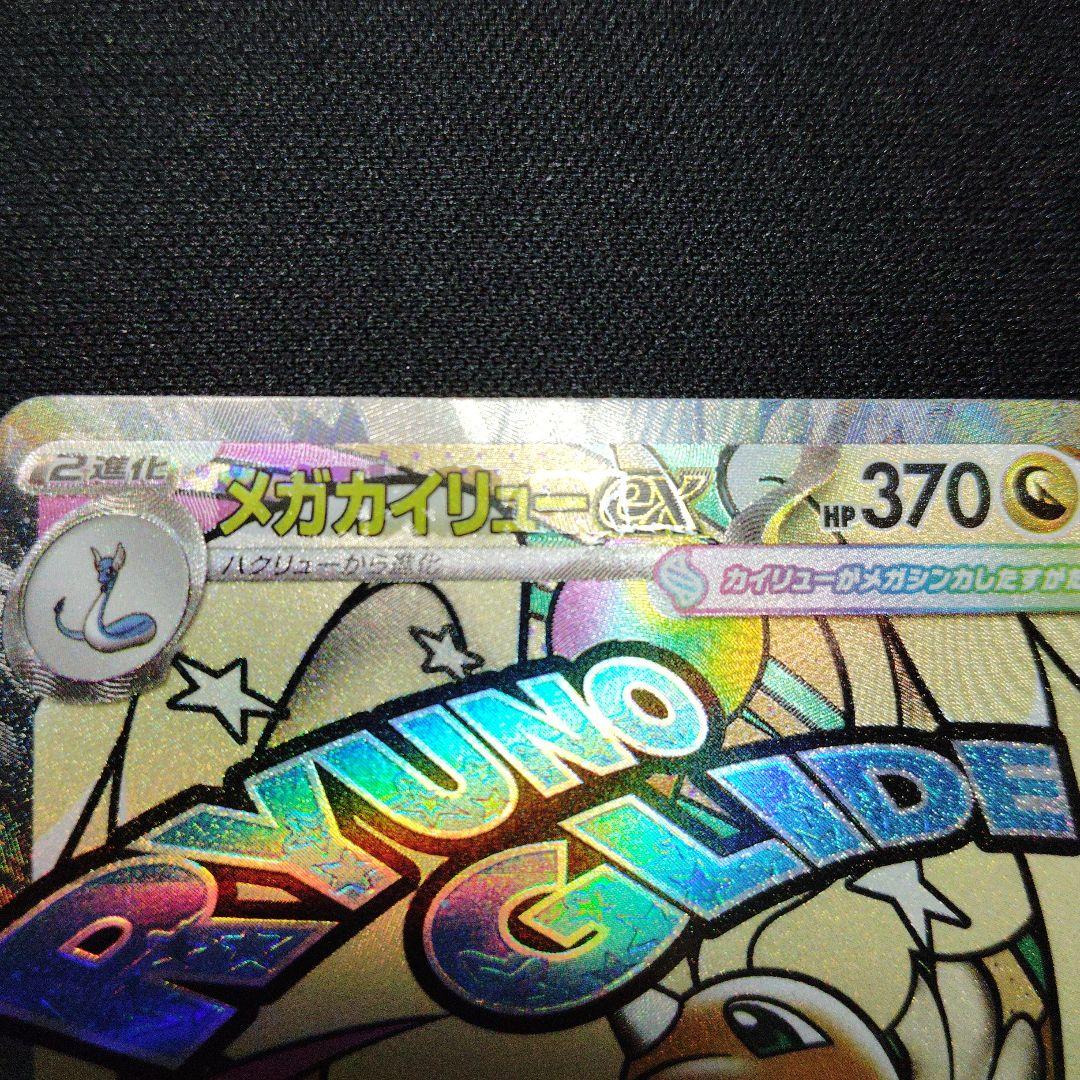 2進化
メガカイリューex
HP 370
ハクリューから進化
カイリューがメガシンカしたすがた
RYUNO
GLIDE